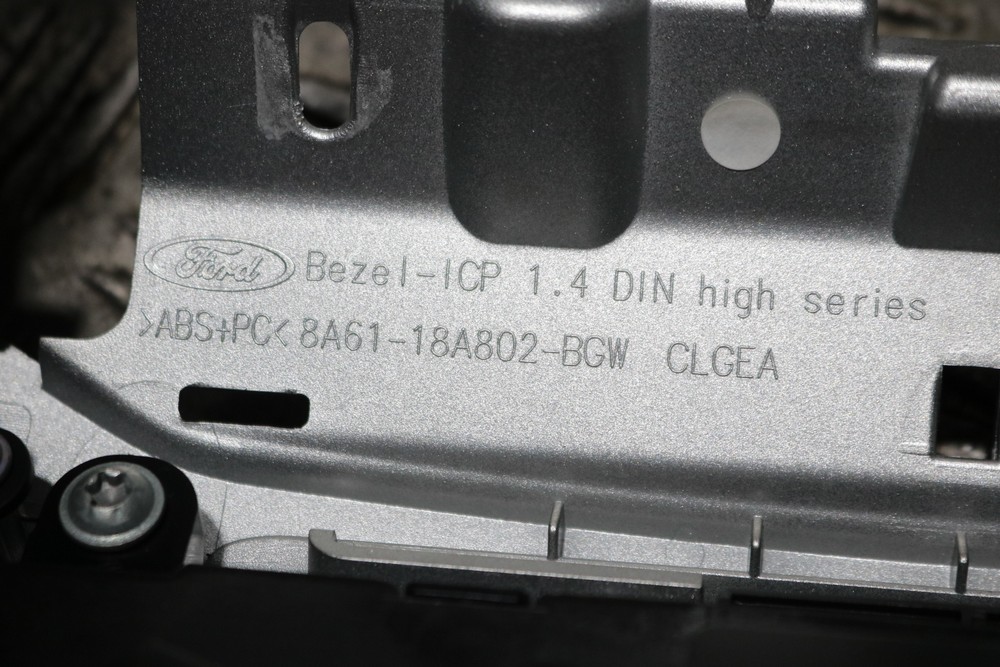 Ford Bezel-ICP 1.4 DIN high series
>ABS+PC< 8A61-18A802-BGW CLGEA